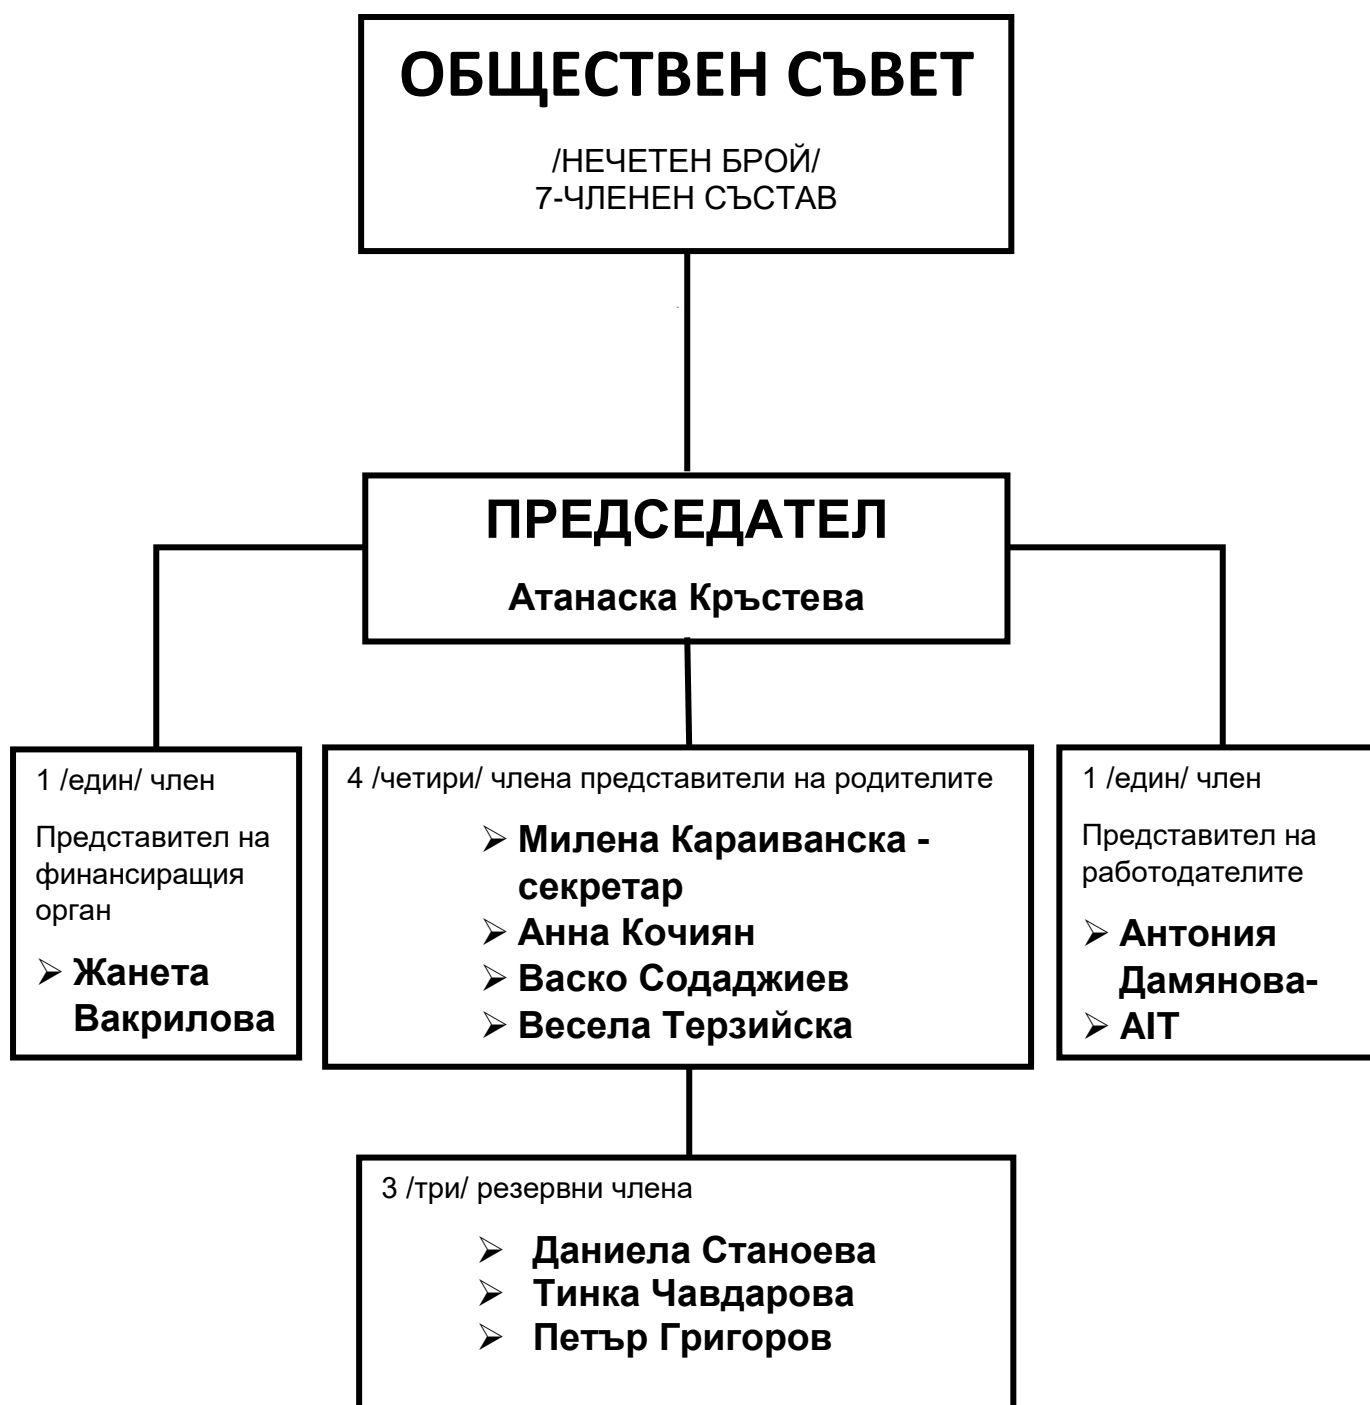 ОБЩЕСТВЕН СЪВЕТ
/НЕЧЕТЕН БРОЙ/
7-ЧЛЕНЕН СЪСТАВ
ПРЕДСЕДАТЕЛ
Атанаска Кръстева
1 /един/ член
Представител на
финансиращия
орган
➢ Жанета
Вакрилова
4 /четири/ члена представители на родителите
➢ Милена Караиванска -
секретар
➢ Анна Кочиян
➢ Васко Содаджиев
➢ Весела Терзийска
1 /един/ член
Представител на
работодателите
➢ Антония
Дамянова-
➢ АІТ
3 /три/ резервни члена
➢ Даниела Станоева
➢ Тинка Чавдарова
➢ Петър Григоров